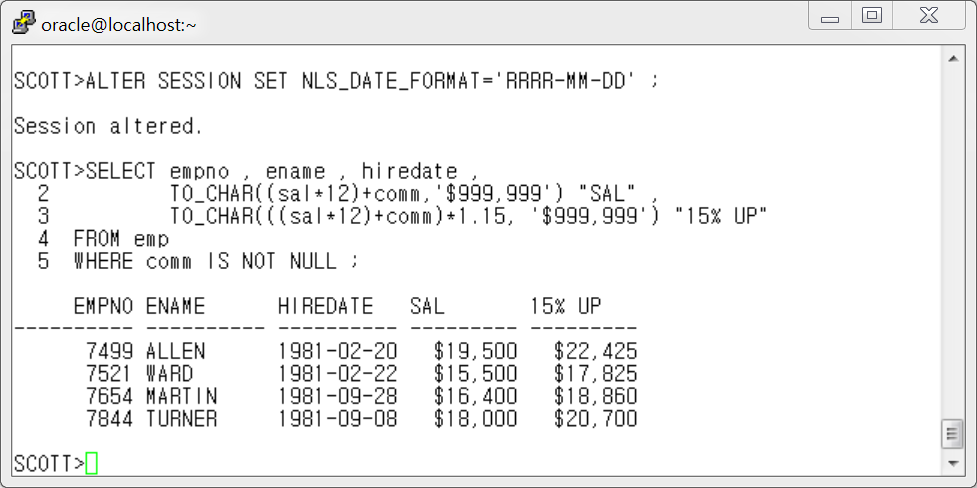 oracle@localhost:~
SCOTT>ALTER SESSION SET NLS_DATE_FORMAT='RRRR-MM-DD' ;
Session altered.
SCOTT>SELECT empno , ename , hiredate ,
  2          TO_CHAR((sal*12)+comm,'$999,999') "SAL" ,
  3          TO_CHAR(((sal*12)+comm)*1.15, '$999,999') "15% UP"
  4  FROM emp
  5  WHERE comm IS NOT NULL ;
     EMPNO ENAME      HIREDATE   SAL       15% UP
---------- ---------- ---------- --------- ---------
      7499 ALLEN      1981-02-20   $19,500   $22,425
      7521 WARD       1981-02-22   $15,500   $17,825
      7654 MARTIN     1981-09-28   $16,400   $18,860
      7844 TURNER     1981-09-08   $18,000   $20,700
SCOTT>